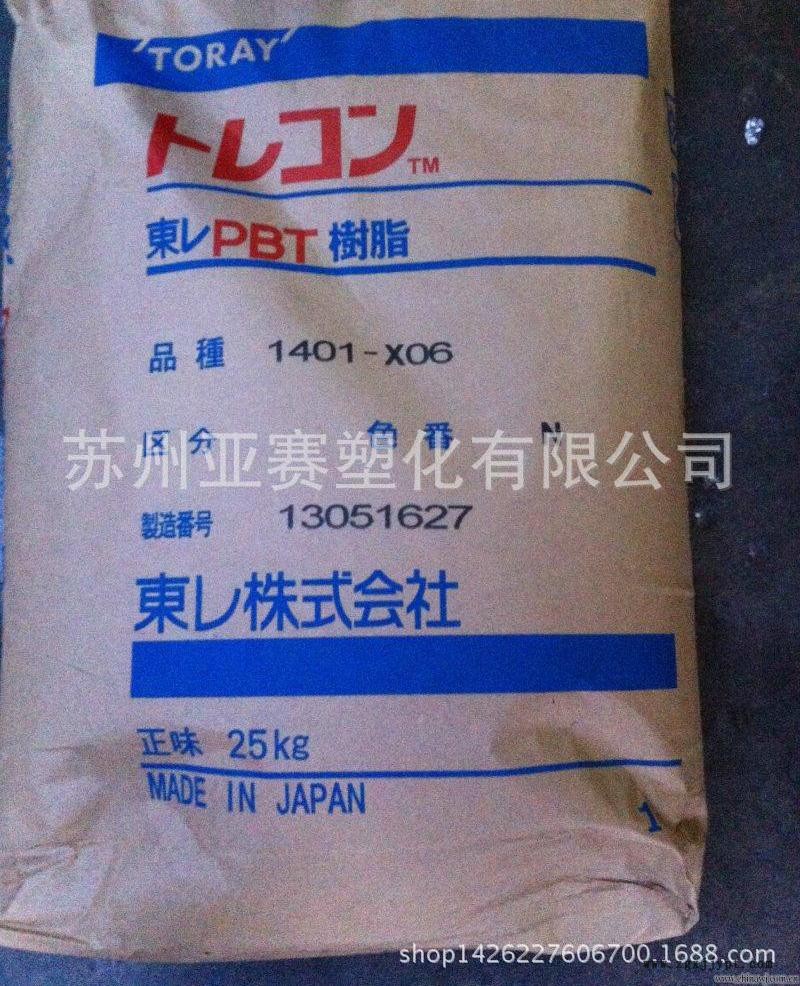 TORAY
トレコン™
東レPBT樹脂
品種 1401-X06
区分 色番 N
苏州亚赛塑化有限公司
製造番号 13051627
東レ株式会社
正味 25kg
MADE IN JAPAN
1
shop1426227606700.1688.com